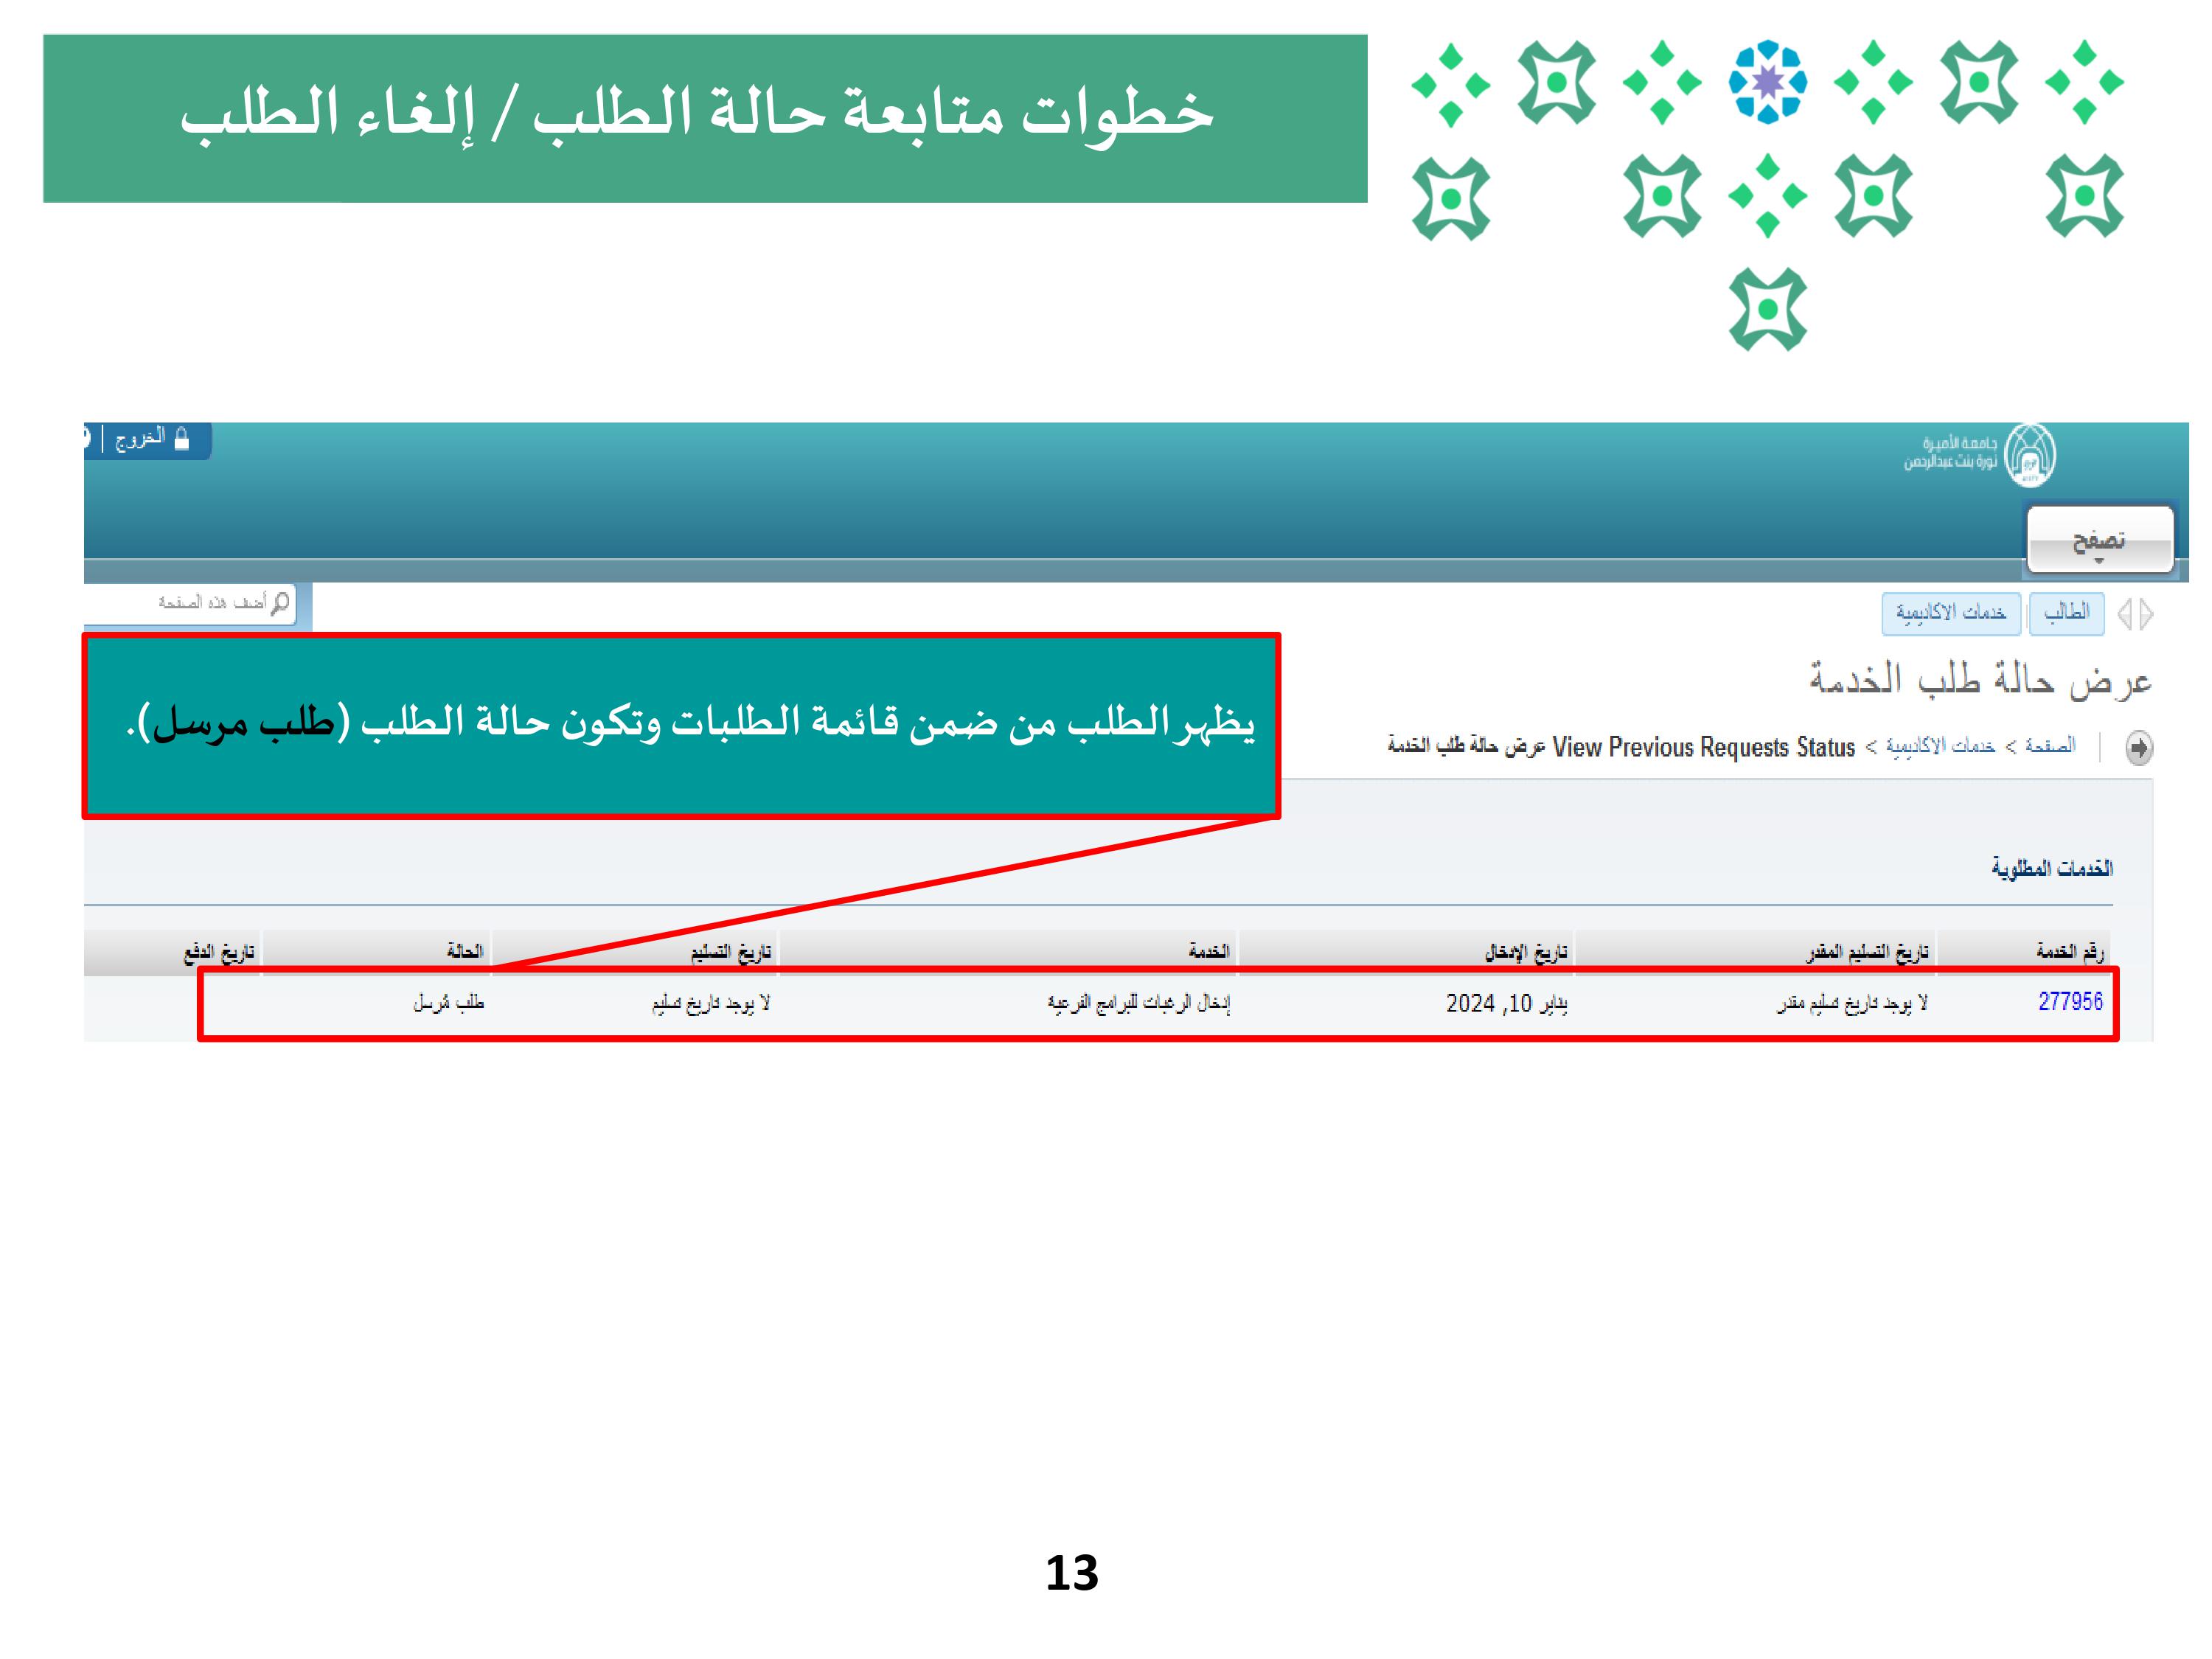 خطوات متابعة حالة الطلب / إلغاء الطلب
جامعة الأميرة
نورة بنت عبدالرحمن
الخروج
تصفح
الطالب
خدمات الاكاديمية
أضف هذه الصفحة
عرض حالة طلب الخدمة
الصفحة > خدمات الاكاديمية > View Previous Requests Status عرض حالة طلب الخدمة
يظهر الطلب من ضمن قائمة الطلبات وتكون حالة الطلب (طلب مرسل).
الخدمات المطلوبة
رقم الخدمة تاريخ التسليم المقدر تاريخ الإدخال الخدمة تاريخ التسليم الحالة تاريخ الدفع
277956 لا يوجد تاريخ تسليم مقدر يناير 10, 2024 إدخال الرغبات للبرامج الفرعية لا يوجد تاريخ تسليم طلب مُرسل
13